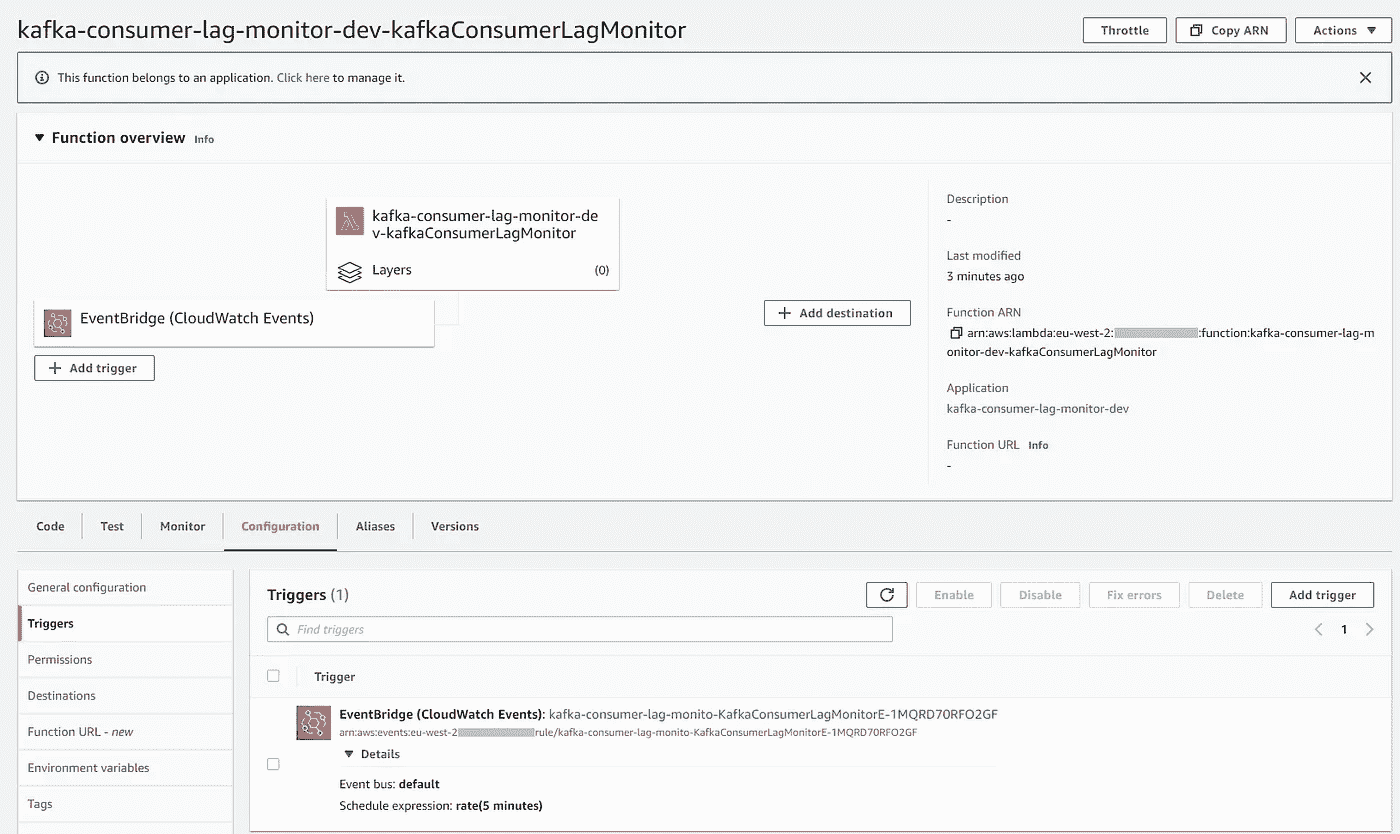 kafka-consumer-lag-monitor-dev-kafkaConsumerLagMonitor
Throttle
Copy ARN
Actions
This function belongs to an application. Click here to manage it.
Function overview Info
kafka-consumer-lag-monitor-de
v-kafkaConsumerLagMonitor
Layers (0)
EventBridge (CloudWatch Events)
Add trigger
Add destination
Description
-
Last modified
3 minutes ago
Function ARN
arn:aws:lambda:eu-west-2: :function:kafka-consumer-lag-m
onitor-dev-kafkaConsumerLagMonitor
Application
kafka-consumer-lag-monitor-dev
Function URL Info
-
Code
Test
Monitor
Configuration
Aliases
Versions
General configuration
Triggers
Permissions
Destinations
Function URL - new
Environment variables
Tags
Triggers (1)
Enable
Disable
Fix errors
Delete
Add trigger
Find triggers
1
Trigger
EventBridge (CloudWatch Events): kafka-consumer-lag-monito-KafkaConsumerLagMonitorE-1MQRD70RFO2GF
arn:aws:events:eu-west-2 rule/kafka-consumer-lag-monito-KafkaConsumerLagMonitorE-1MQRD70RFO2GF
Details
Event bus: default
Schedule expression: rate(5 minutes)